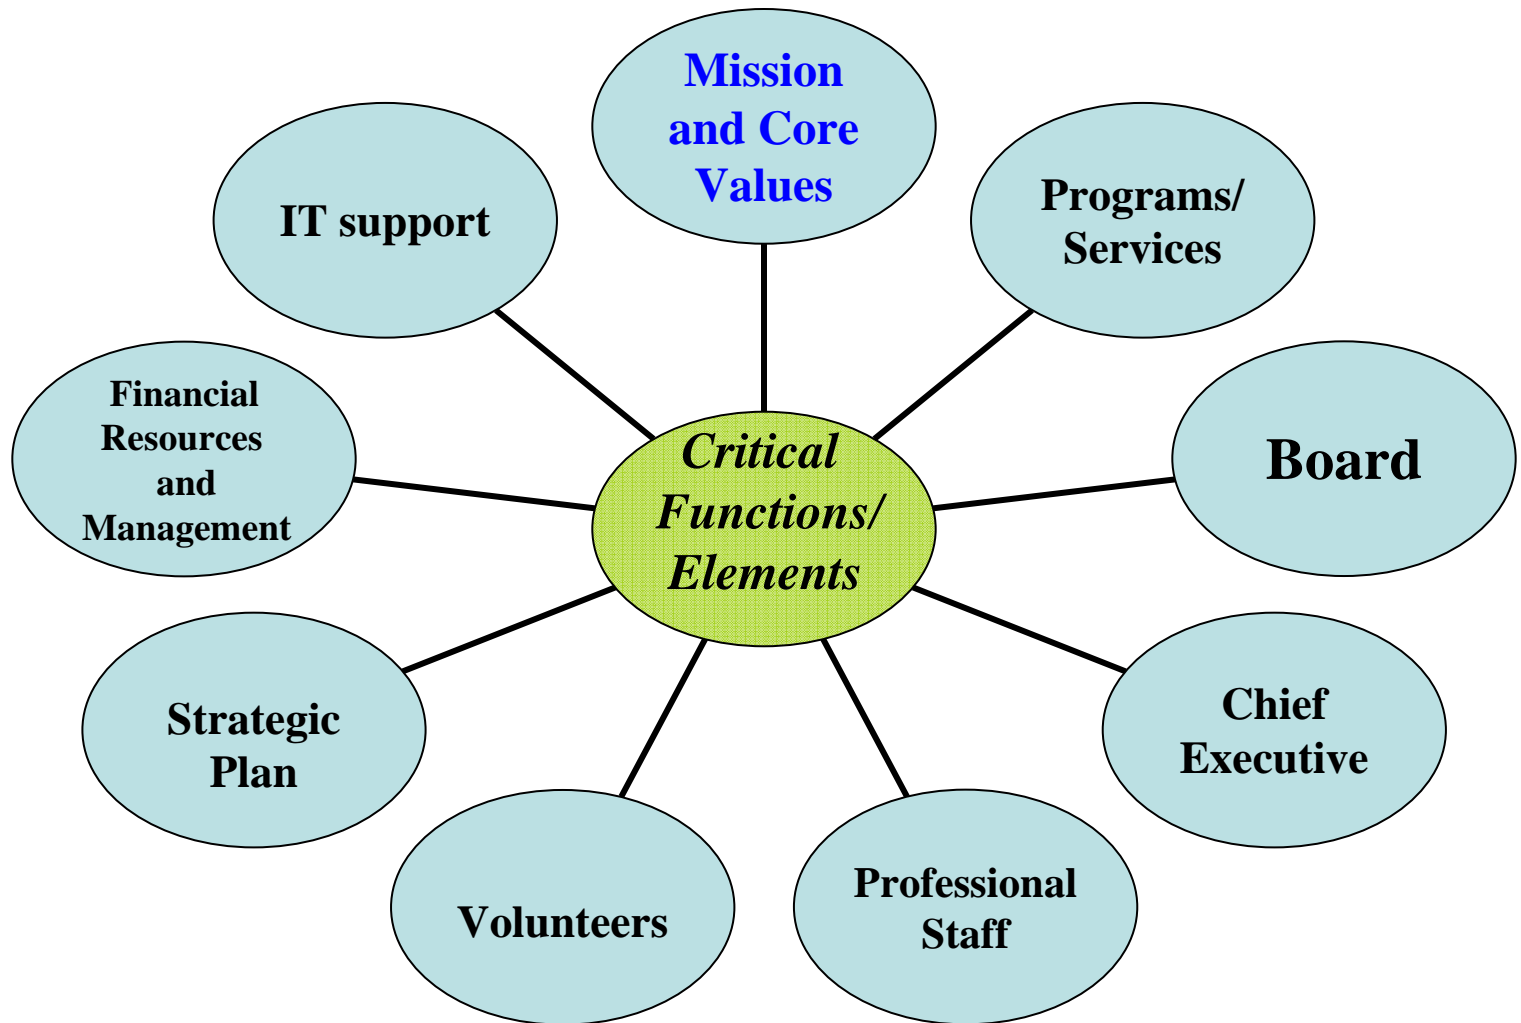 Mission
and Core
Values
Programs/
Services
Board
Chief
Executive
Professional
Staff
Volunteers
Strategic
Plan
Financial
Resources
and
Management
IT support
Critical
Functions/
Elements